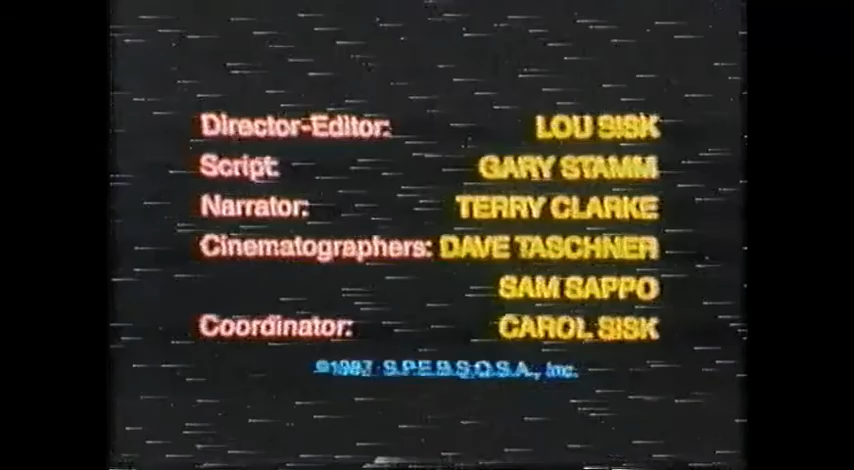 Director-Editor: LOU SISK
Script: GARY STAMM
Narrator: TERRY CLARKE
Cinematographers: DAVE TASCHNER
SAM SAPPO
Coordinator: CAROL SISK
©1987 S.P.E.B.S.Q.S.A., Inc.